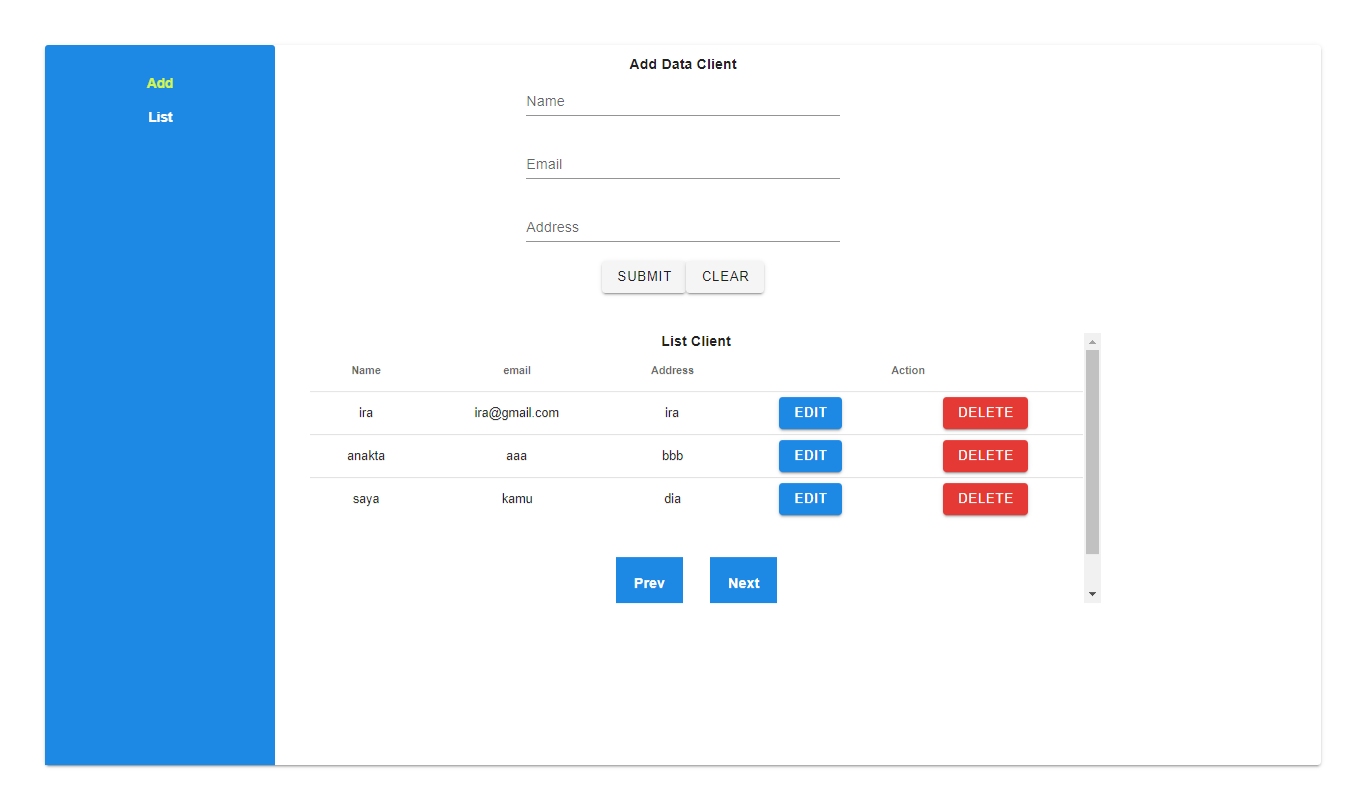 Add
List
Add Data Client
Name
Email
Address
SUBMIT CLEAR
List Client
Name email Address Action
ira ira@gmail.com ira EDIT DELETE
anakta aaa bbb EDIT DELETE
saya kamu dia EDIT DELETE
Prev Next